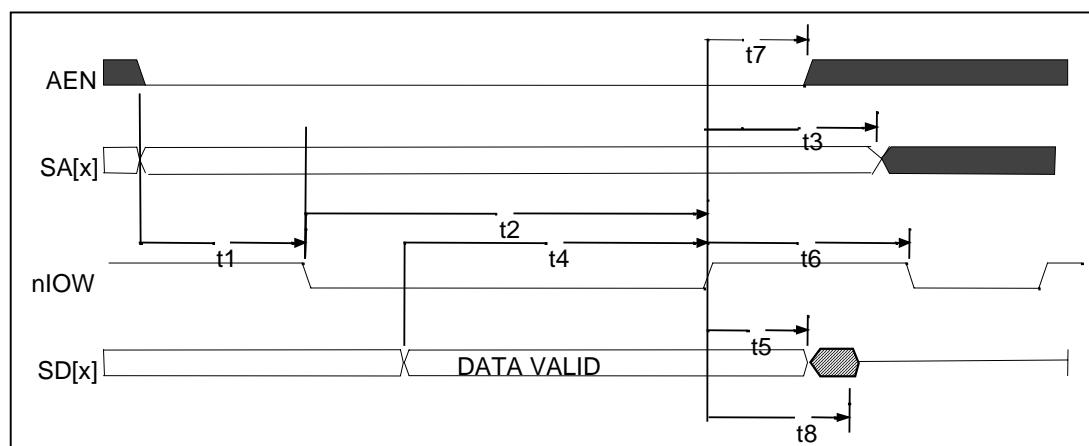 t7
AEN
t3
SA[x]
t2
t1
t4
t6
nIOW
t5
DATA VALID
SD[x]
t8